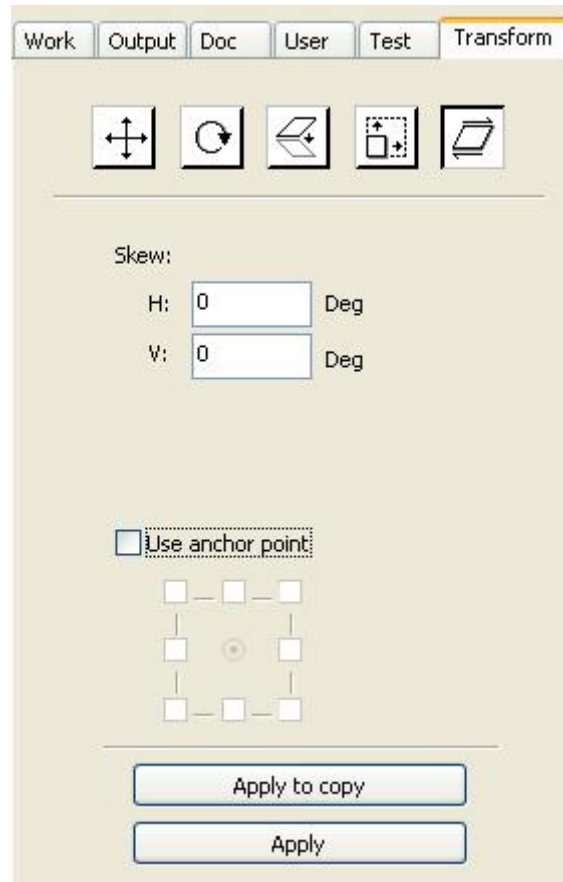 Work Output Doc User Test Transform
Skew:
H: 0 Deg
V: 0 Deg
Use anchor point
Apply to copy
Apply